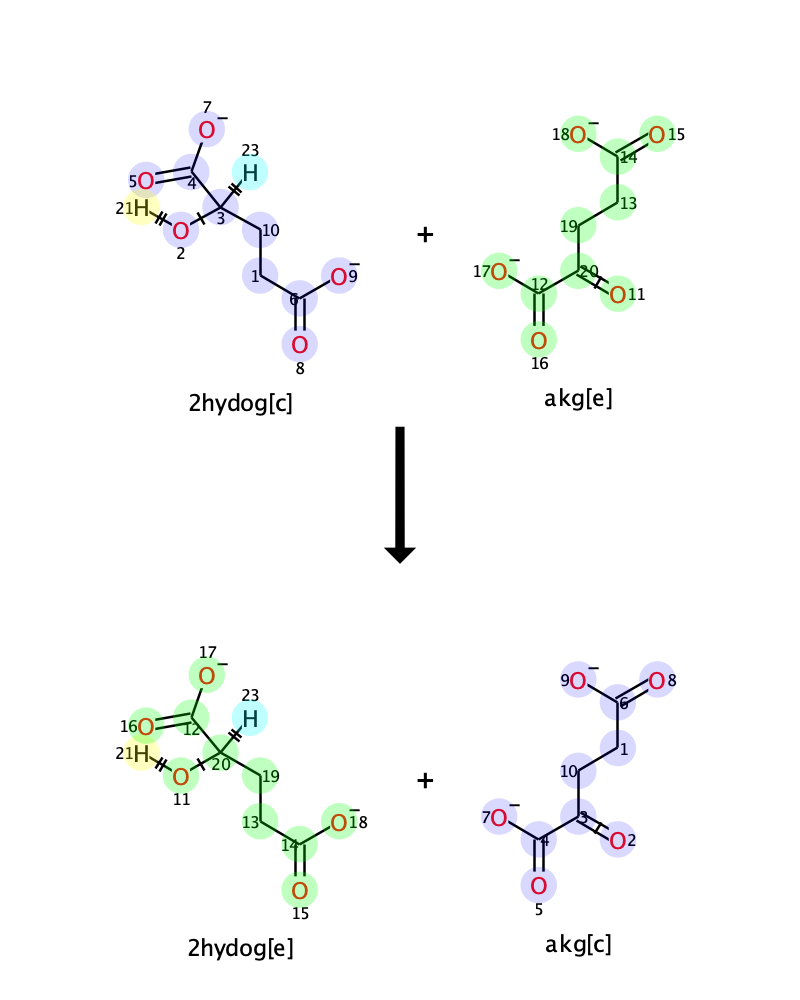 7
O−
23
H
5O
4
21H
O
3
2
10
1
O−9
6
O
8
2hydog[c]
+
18O−
O15
14
13
19
17O−
20
12
O11
O
16
akg[e]
17
O−
23
H
16O
12
21H
O
20
11
19
13
O−18
14
O
15
2hydog[e]
+
9O−
O8
6
1
10
7O−
3
4
O2
O
5
akg[c]